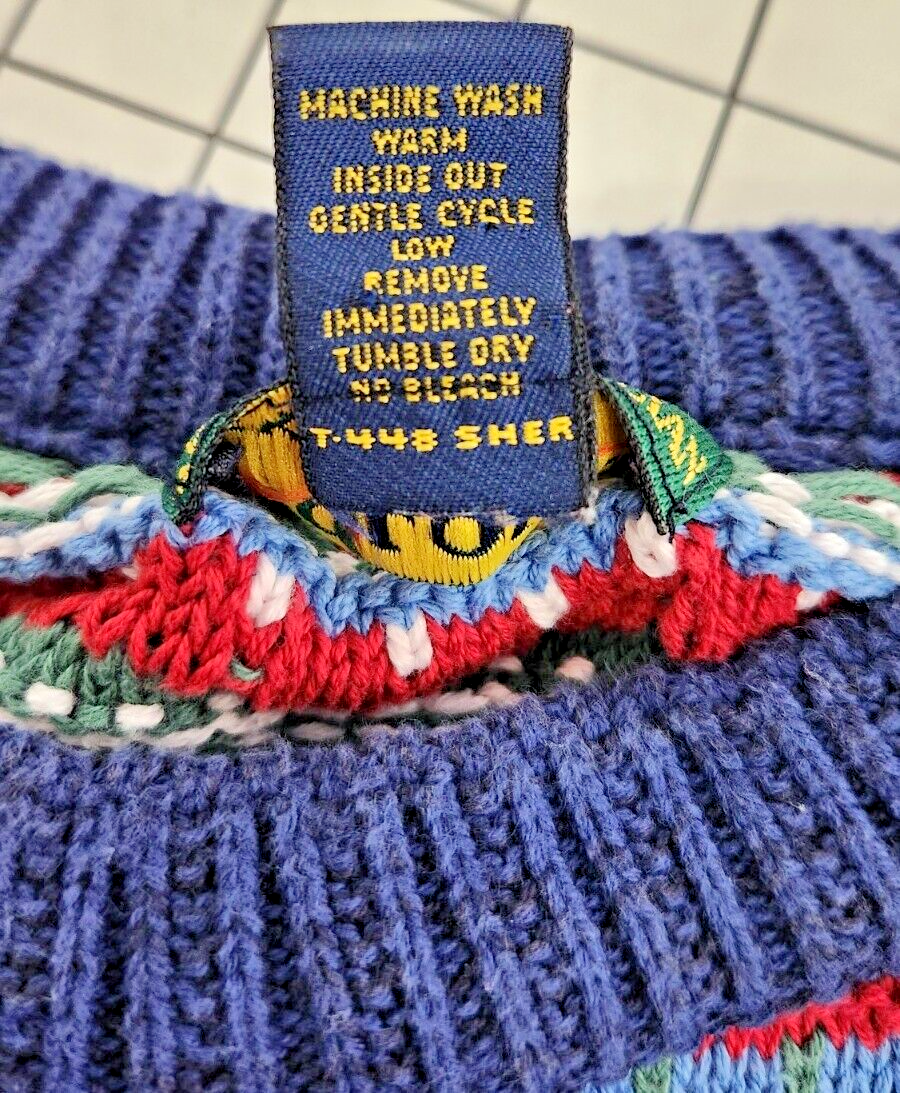 MACHINE WASH
WARM
INSIDE OUT
GENTLE CYCLE
LOW
REMOVE
IMMEDIATELY
TUMBLE DRY
NO BLEACH
T-448 SHER